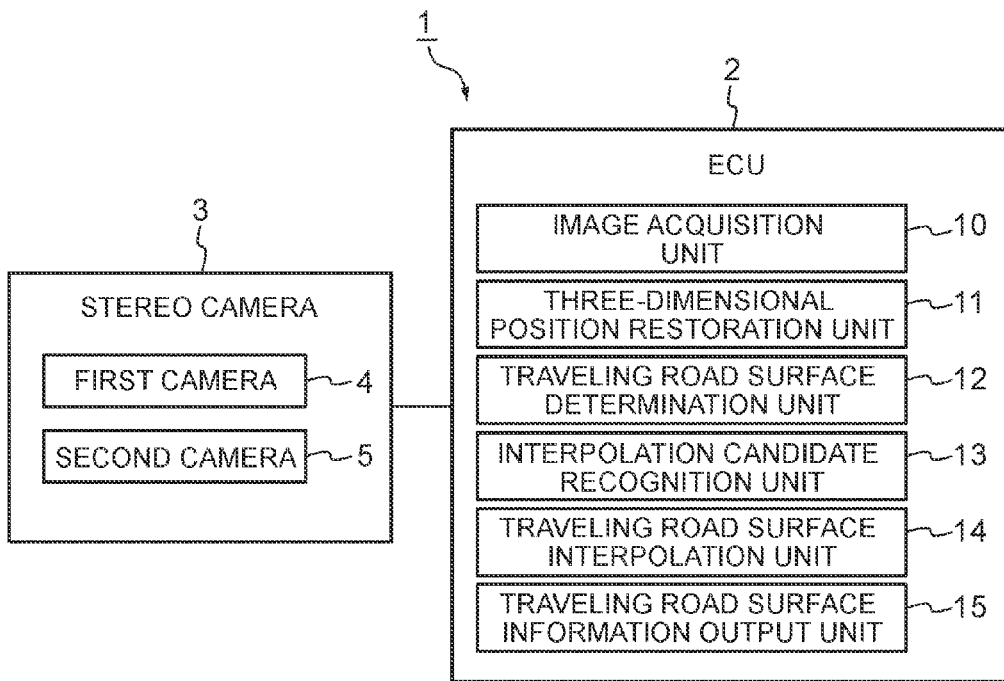 1
2
ECU
3
IMAGE ACQUISITION
UNIT
10
STEREO CAMERA
THREE-DIMENSIONAL
POSITION RESTORATION UNIT
11
FIRST CAMERA
4
TRAVELING ROAD SURFACE
DETERMINATION UNIT
12
SECOND CAMERA
5
INTERPOLATION CANDIDATE
RECOGNITION UNIT
13
TRAVELING ROAD SURFACE
INTERPOLATION UNIT
14
TRAVELING ROAD SURFACE
INFORMATION OUTPUT UNIT
15